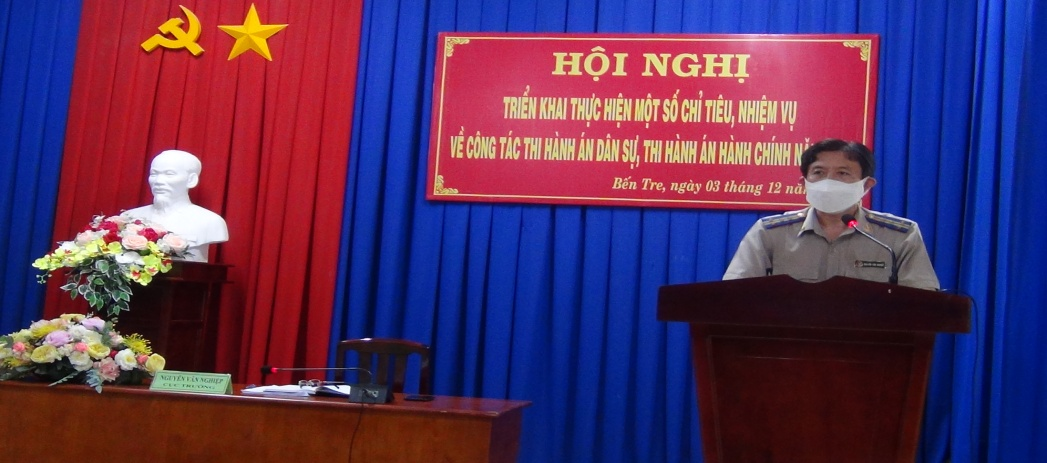 HỘI NGHỊ
TRIỂN KHAI THỰC HIỆN MỘT SỐ CHỈ TIÊU, NHIỆM VỤ
VỀ CÔNG TÁC THI HÀNH ÁN DÂN SỰ, THI HÀNH ÁN HÀNH CHÍNH
Bến Tre, ngày 03 tháng 12
NGUYỄN VĂN NGHIỆP
CỤC TRƯỞNG